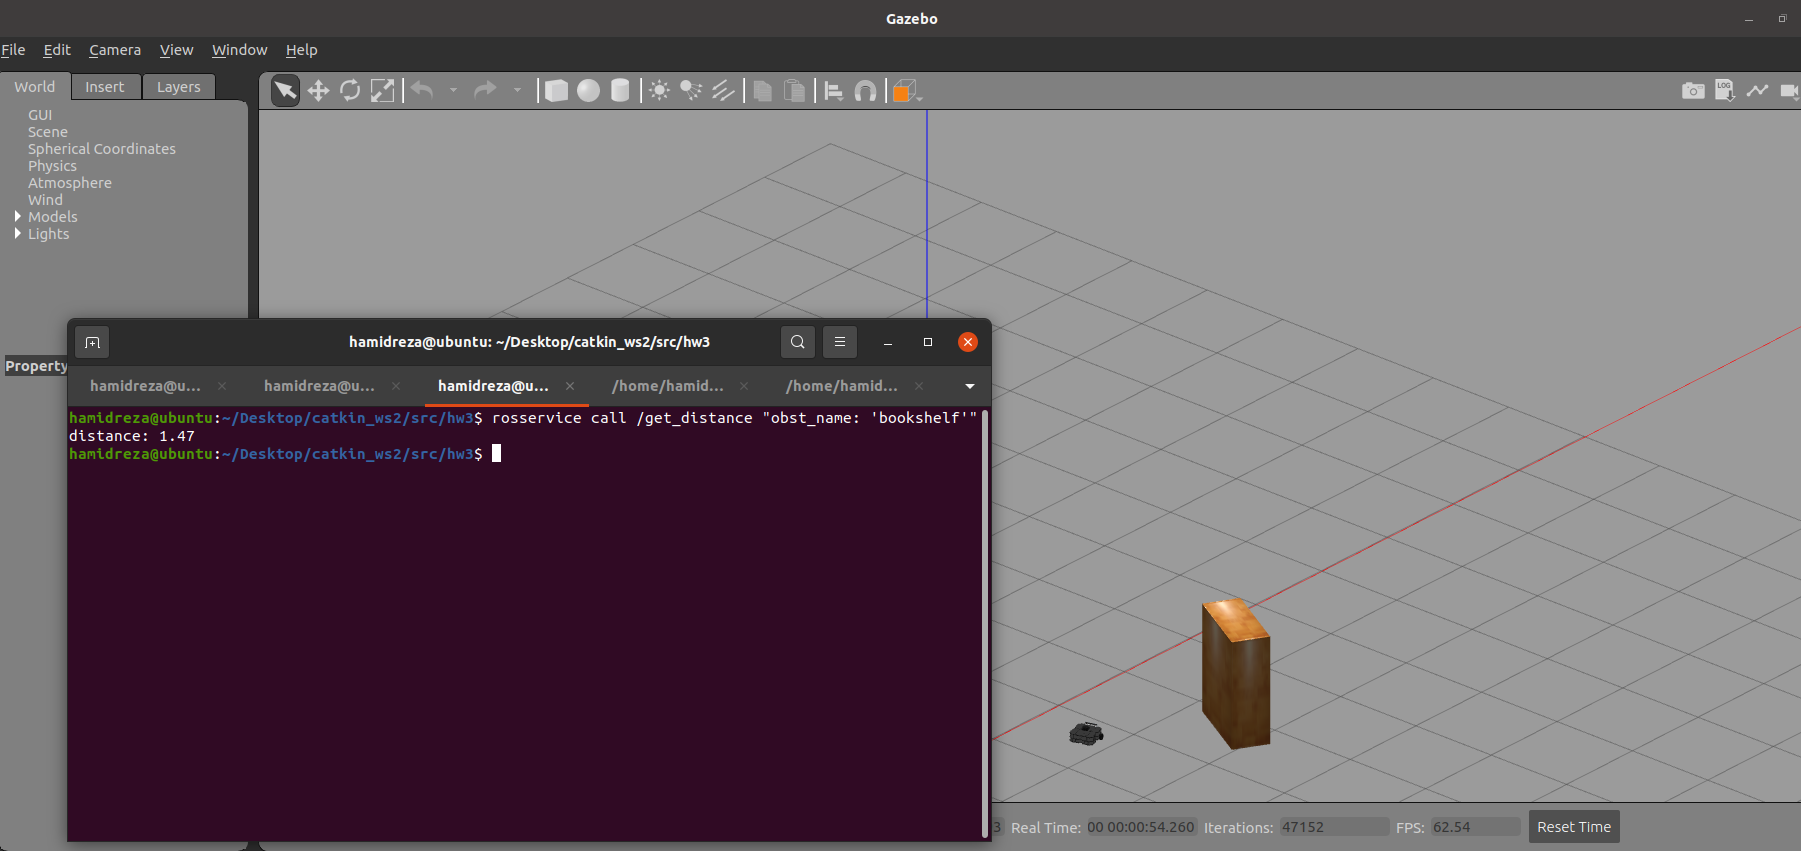 Gazebo
File Edit Camera View Window Help
World Insert Layers
GUI
Scene
Spherical Coordinates
Physics
Atmosphere
Wind
Models
Lights
Property
LOG
hamidreza@ubuntu: ~/Desktop/catkin_ws2/src/hw3
hamidreza@u... hamidreza@u... hamidreza@u... /home/hamid... /home/hamid...
hamidreza@ubuntu:~/Desktop/catkin_ws2/src/hw3$ rosservice call /get_distance "obst_name: 'bookshelf'"
distance: 1.47
hamidreza@ubuntu:~/Desktop/catkin_ws2/src/hw3$
3 Real Time: 00 00:00:54.260 Iterations: 47152 FPS: 62.54 Reset Time